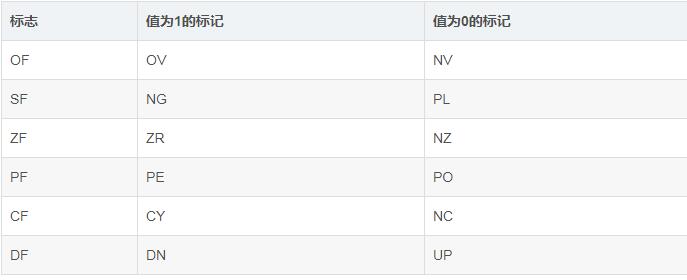 标志 值为1的标记 值为0的标记
OF OV NV
SF NG PL
ZF ZR NZ
PF PE PO
CF CY NC
DF DN UP